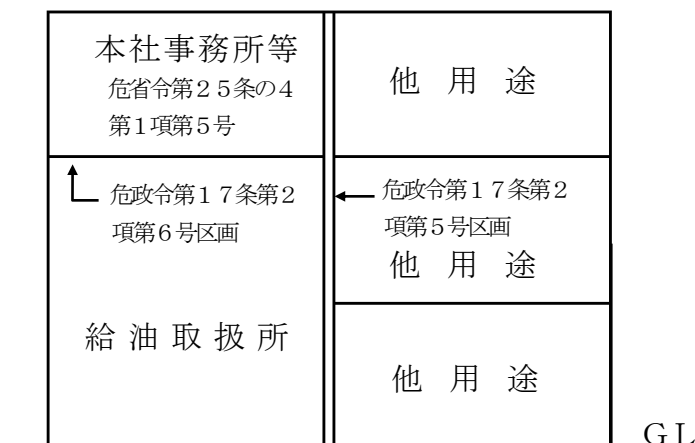 本社事務所等
危省令第２５条の４
第１項第５号
他用途
危政令第１７条第２
項第６号区画
危政令第１７条第２
項第５号区画
他用途
給油取扱所
他用途
ＧＬ